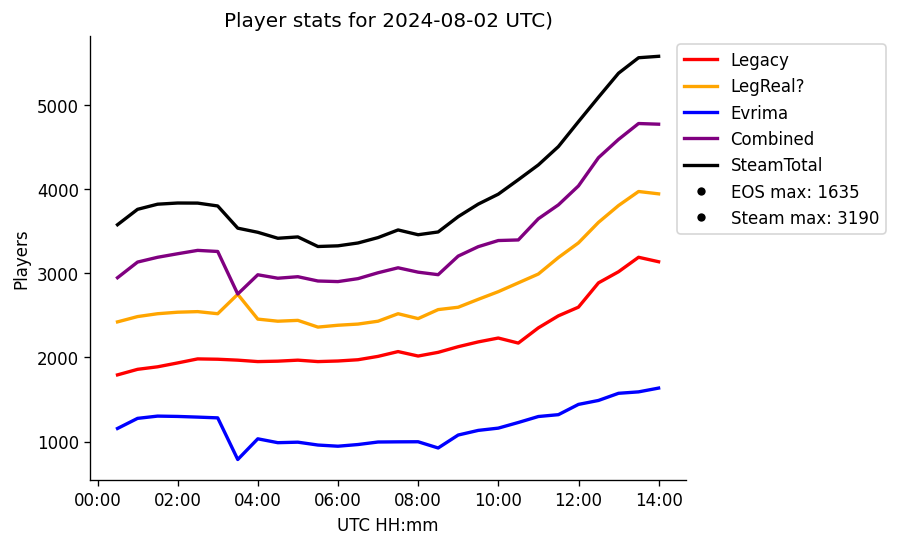 Player stats for 2024-08-02 UTC)
Legacy
LegReal?
Evrima
Combined
SteamTotal
EOS max: 1635
Steam max: 3190
Players
5000
4000
3000
2000
1000
00:00 02:00 04:00 06:00 08:00 10:00 12:00 14:00
UTC HH:mm